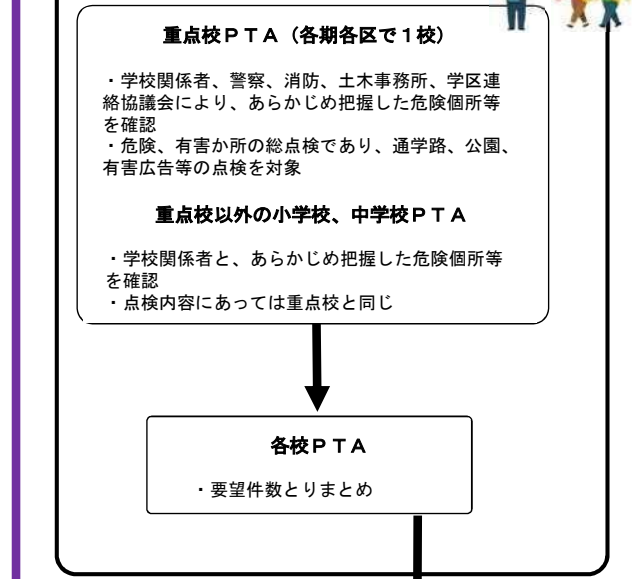 重点校ＰＴＡ（各期各区で１校）
・学校関係者、警察、消防、土木事務所、学区連
絡協議会により、あらかじめ把握した危険個所等
を確認
・危険、有害か所の総点検であり、通学路、公園、
有害広告等の点検を対象
重点校以外の小学校、中学校ＰＴＡ
・学校関係者と、あらかじめ把握した危険個所等
を確認
・点検内容にあっては重点校と同じ
各校ＰＴＡ
・要望件数とりまとめ